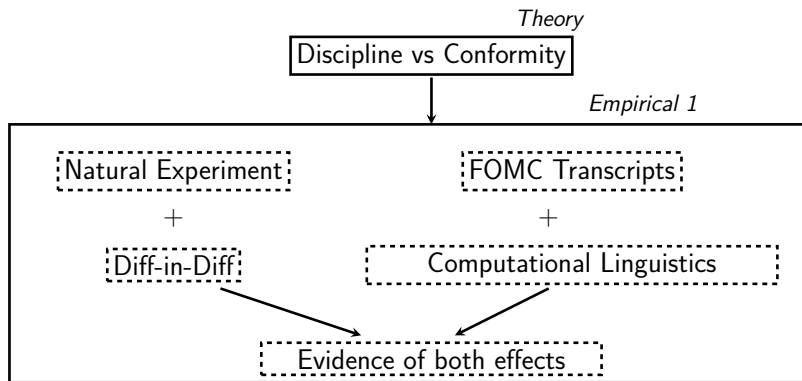 Theory
Discipline vs Conformity
Empirical 1
Natural Experiment FOMC Transcripts
+ +
Diff-in-Diff Computational Linguistics
Evidence of both effects